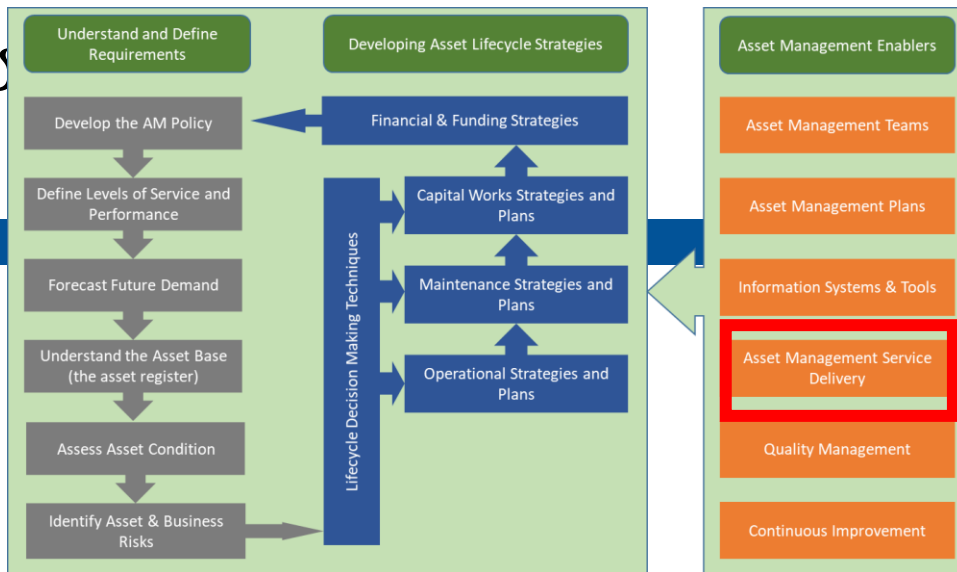 Understand and Define
Requirements
Develop the AM Policy
Define Levels of Service and
Performance
Forecast Future Demand
Understand the Asset Base
(the asset register)
Assess Asset Condition
Identify Asset & Business
Risks
Developing Asset Lifecycle Strategies
Financial & Funding Strategies
Lifecycle Decision Making Techniques
Capital Works Strategies and
Plans
Maintenance Strategies and
Plans
Operational Strategies and
Plans
Asset Management Enablers
Asset Management Teams
Asset Management Plans
Information Systems & Tools
Asset Management Service
Delivery
Quality Management
Continuous Improvement